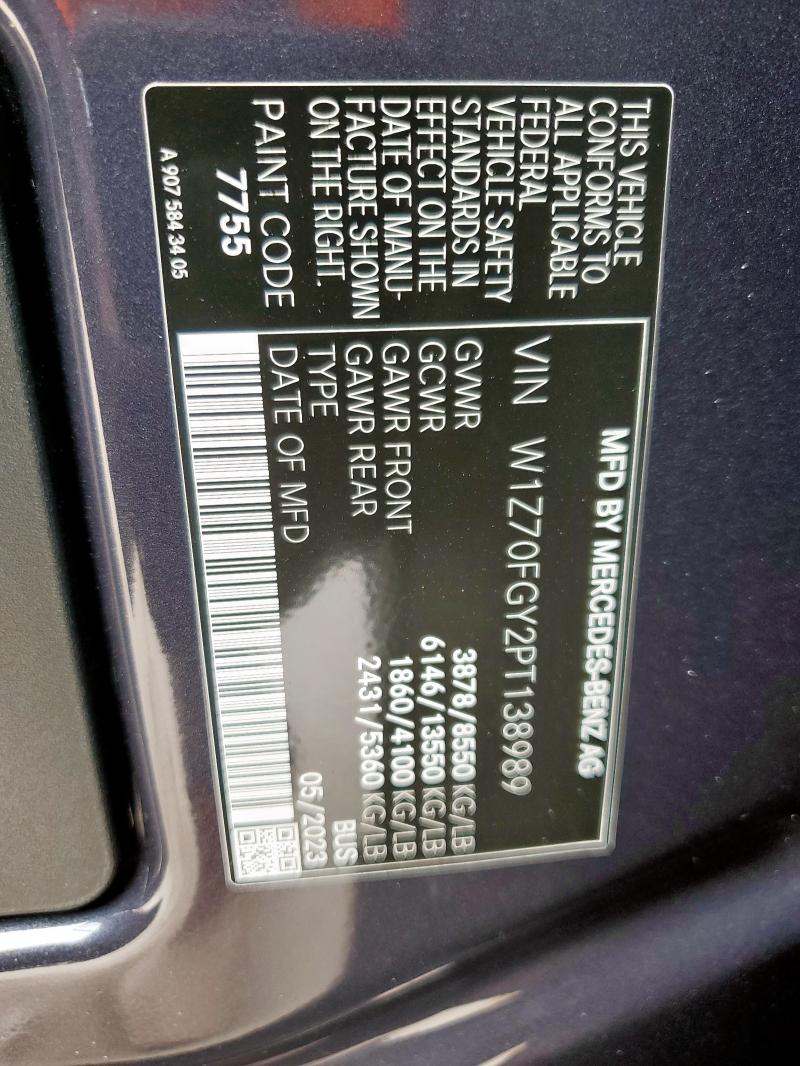 MFD BY MERCEDES-BENZ AG
THIS VEHICLE
CONFORMS TO
ALL APPLICABLE
FEDERAL
VEHICLE SAFETY
STANDARDS IN
EFFECT ON THE
DATE OF MANU-
FACTURE SHOWN
ON THE RIGHT.
PAINT CODE
7755
A 907 584 34 05
VIN W1Z70FGY2PT138989
GVWR 3878/8550 KG/LB
GCWR 6146/13550 KG/LB
GAWR FRONT 1860/4100 KG/LB
GAWR REAR 2431/5360 KG/LB
TYPE BUS
DATE OF MFD 05/2023